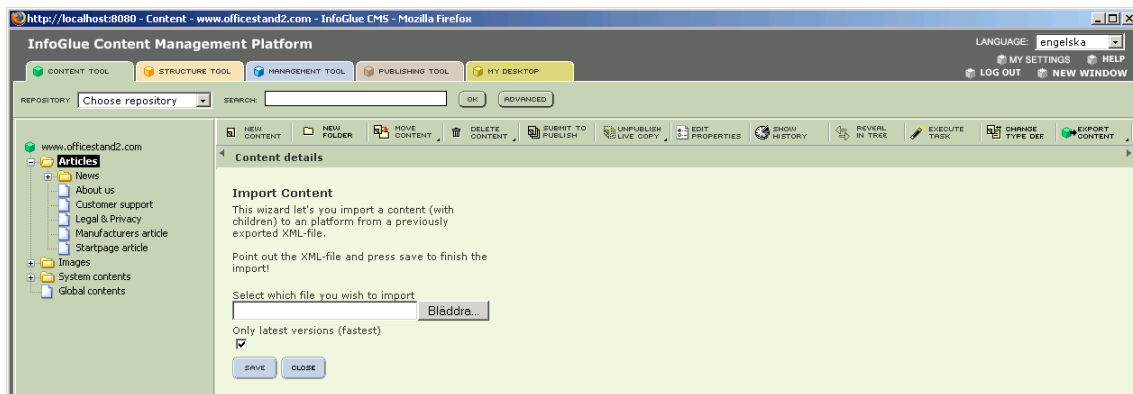 http://localhost:8080 - Content - www.officestand2.com - InfoGlue CMS - Mozilla Firefox
InfoGlue Content Management Platform
LANGUAGE: engelska
MY SETTINGS HELP
LOG OUT NEW WINDOW
CONTENT TOOL STRUCTURE TOOL MANAGEMENT TOOL PUBLISHING TOOL MY DESKTOP
REPOSITORY Choose repository SEARCH: OK ADVANCED
NEW CONTENT NEW FOLDER MOVE CONTENT DELETE CONTENT SUBMIT TO PUBLISH UNPUBLISH LIVE COPY EDIT PROPERTIES SHOW HISTORY REVEAL IN TREE EXECUTE TASK CHANGE TYPE DEF EXPORT CONTENT
www.officestand2.com
Articles
News
About us
Customer support
Legal & Privacy
Manufacturers article
Startpage article
Images
System contents
Global contents
Content details
Import Content
This wizard let's you import a content (with
children) to an platform from a previously
exported XML-file.
Point out the XML-file and press save to finish the
import!
Select which file you wish to import
Bläddra...
Only latest versions (fastest)
SAVE CLOSE